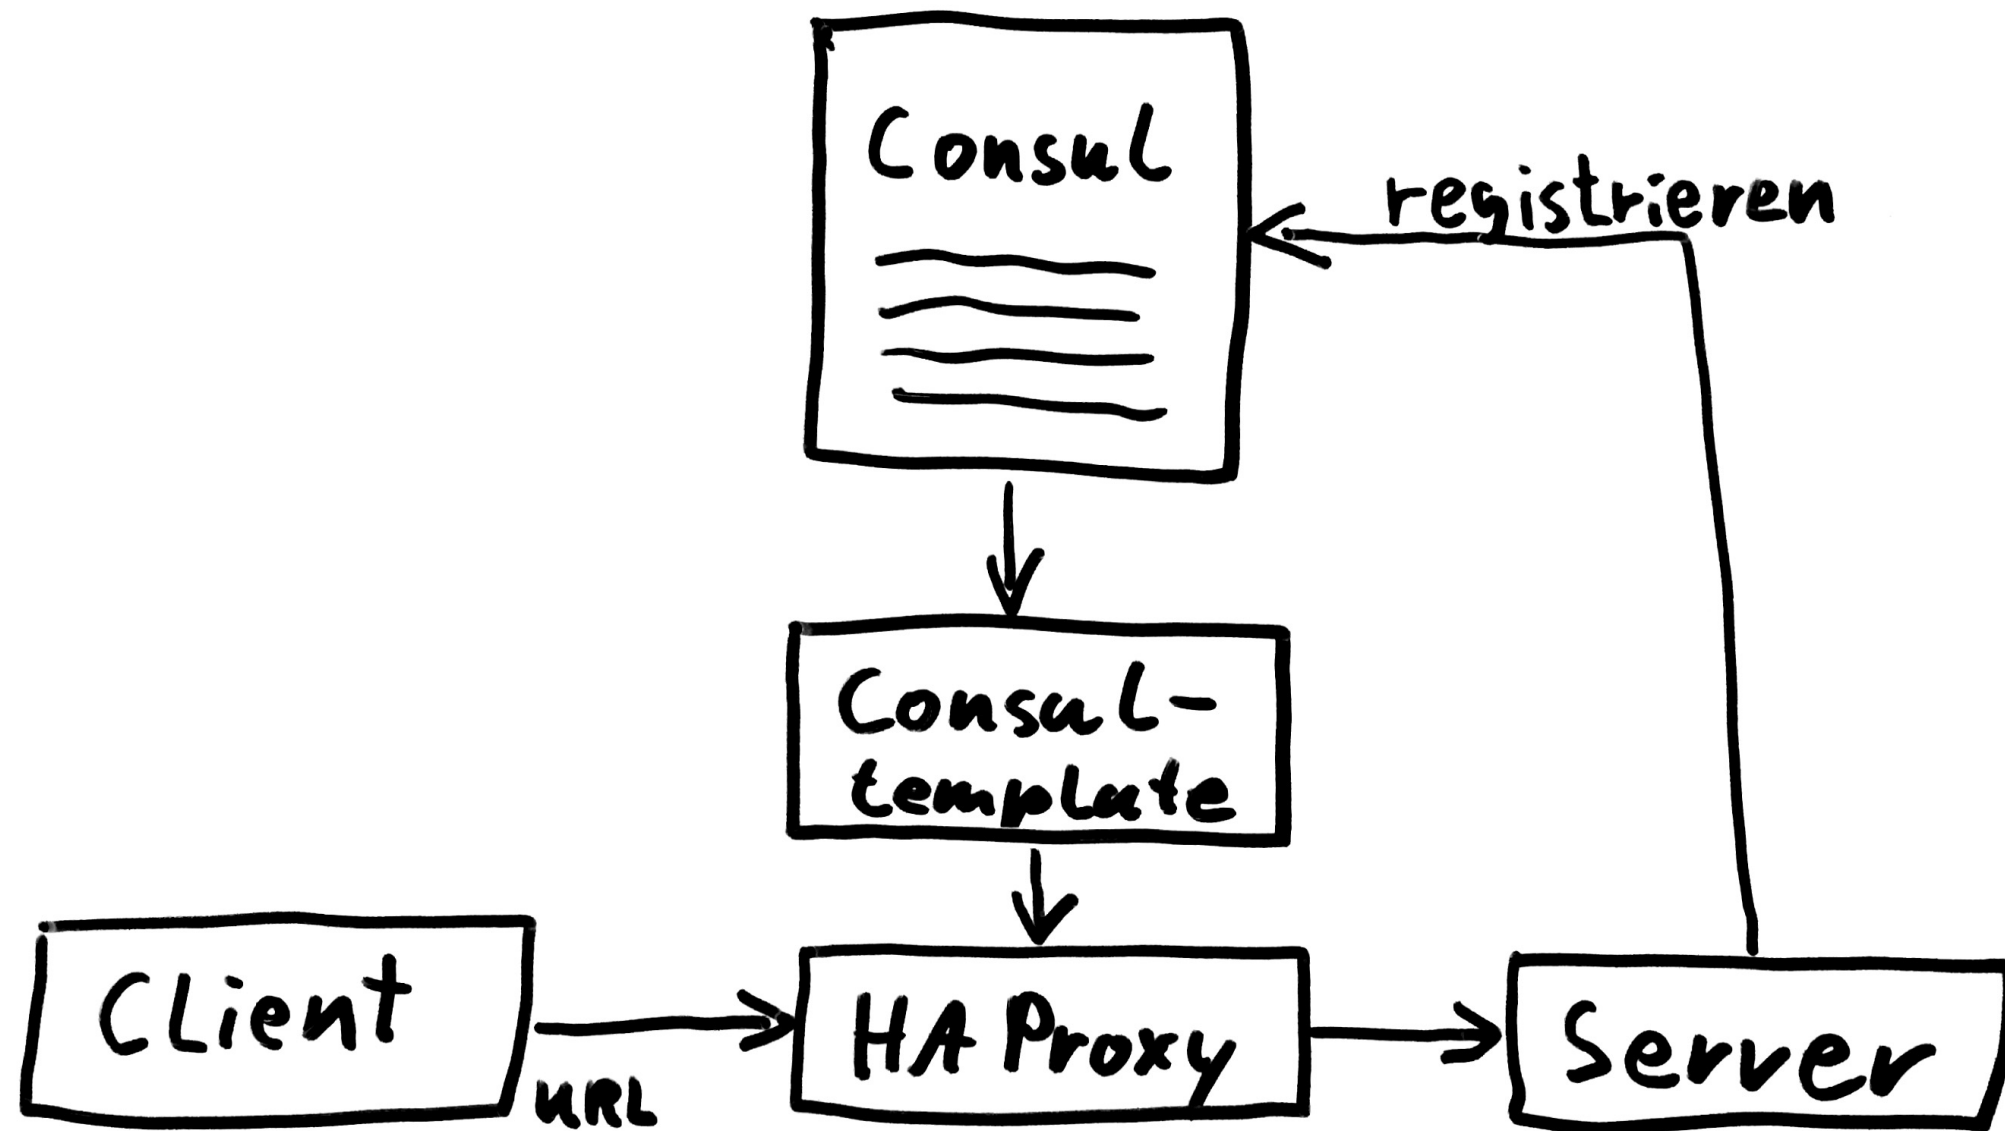 Consul
registrieren
Consul-
template
Client
URL
HA Proxy
Server